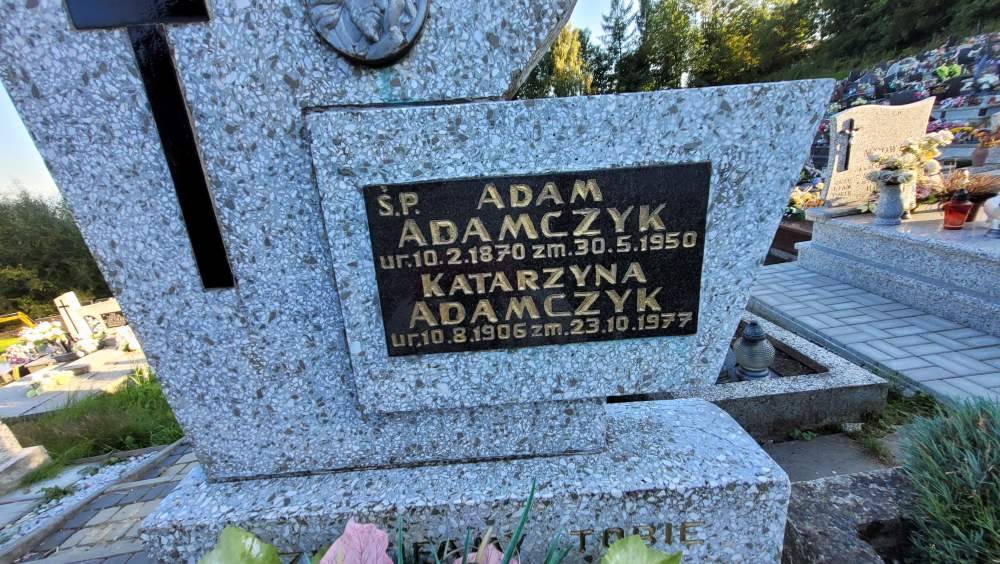 Ś.P. ADAM
ADAMCZYK
ur.10.2.1870 zm.30.5.1950
KATARZYNA
ADAMCZYK
ur.10.8.1906 zm.23.10.1977
TOBIE